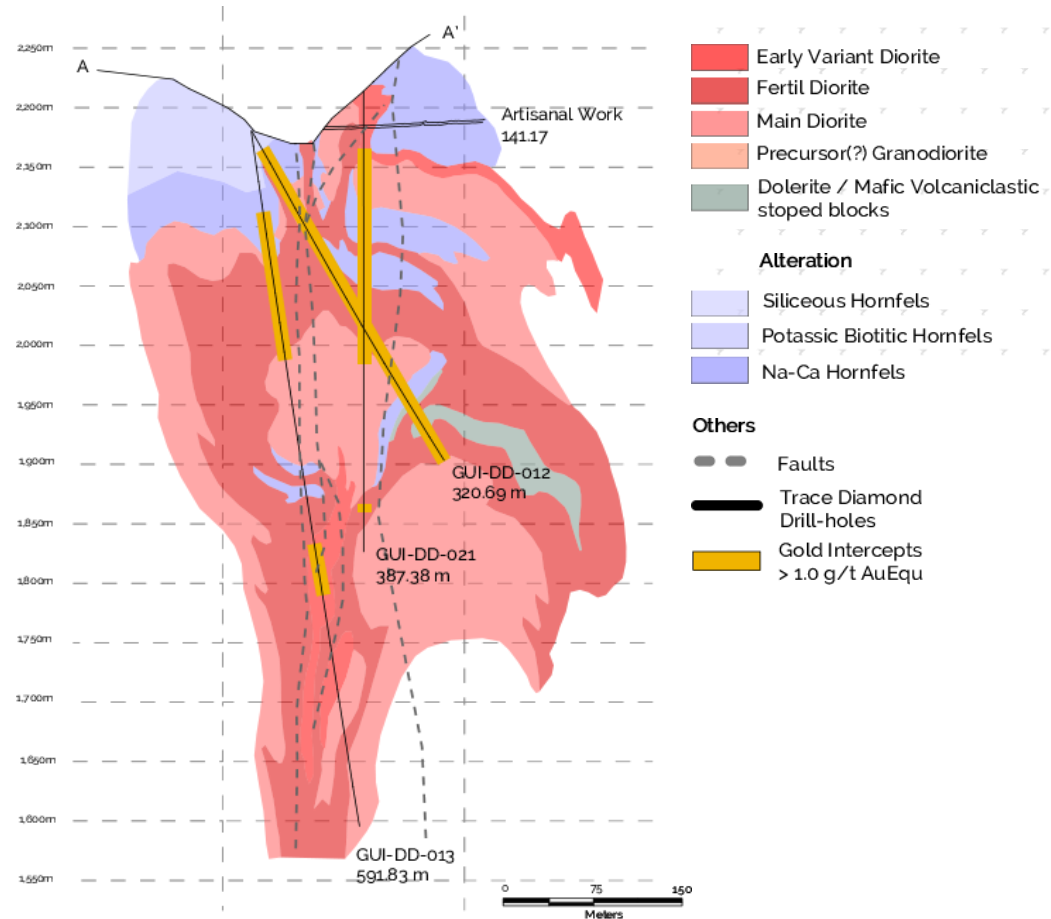 A
A'
2,250m
2,200m
2,150m
2,100m
2,050m
2,000m
1,950m
1,900m
1,850m
1,800m
1,750m
1,700m
1,650m
1,600m
1,550m
Artisanal Work
141.17
GUI-DD-012
320.69 m
GUI-DD-021
387.38 m
GUI-DD-013
591.83 m
0 75 150
Meters
Early Variant Diorite
Fertil Diorite
Main Diorite
Precursor(?) Granodiorite
Dolerite / Mafic Volcaniclastic
stoped blocks
Alteration
Siliceous Hornfels
Potassic Biotitic Hornfels
Na-Ca Hornfels
Others
Faults
Trace Diamond
Drill-holes
Gold Intercepts
> 1.0 g/t AuEqu